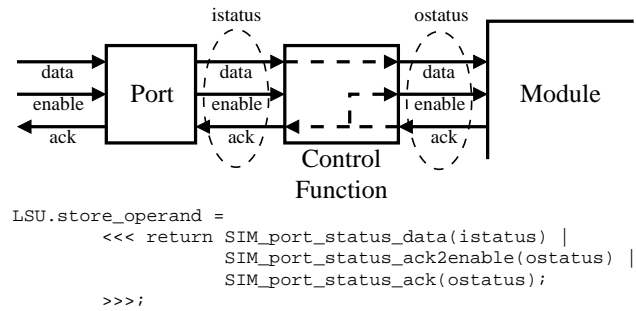 istatus ostatus
data data data
enable Port enable enable Module
ack ack ack
Control
Function
LSU.store_operand =
<<< return SIM_port_status_data(istatus) |
SIM_port_status_ack2enable(ostatus) |
SIM_port_status_ack(ostatus);
>>>;